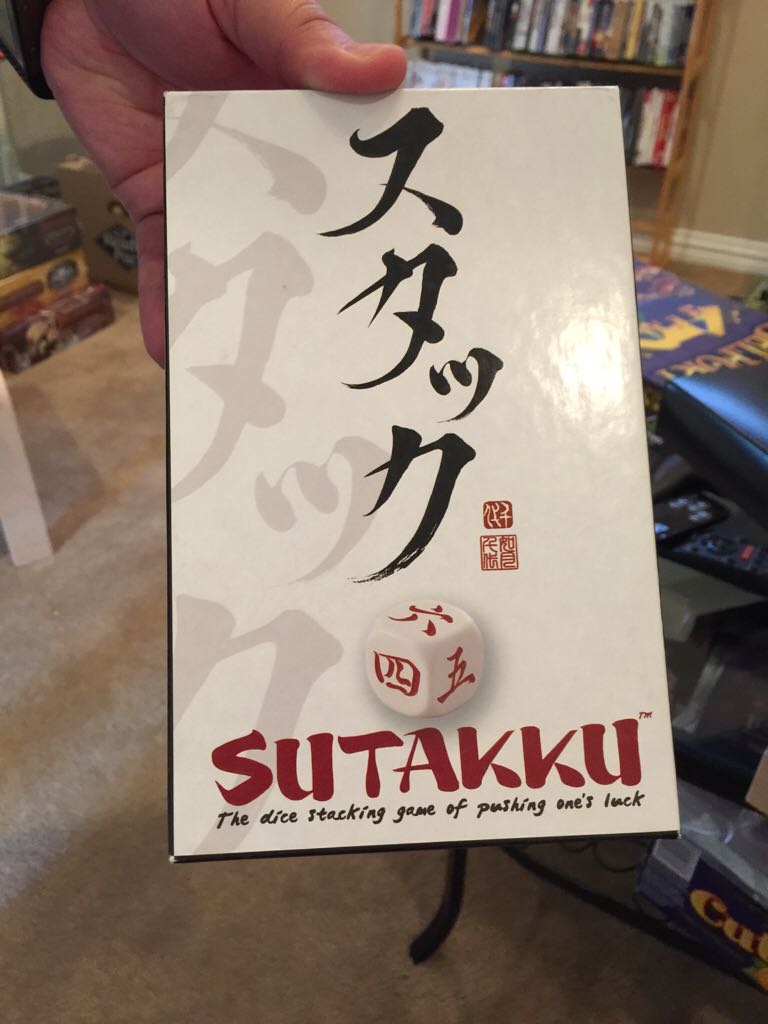 スタック
六
四 五
SUTAKKU™
The dice stacking game of pushing one's luck